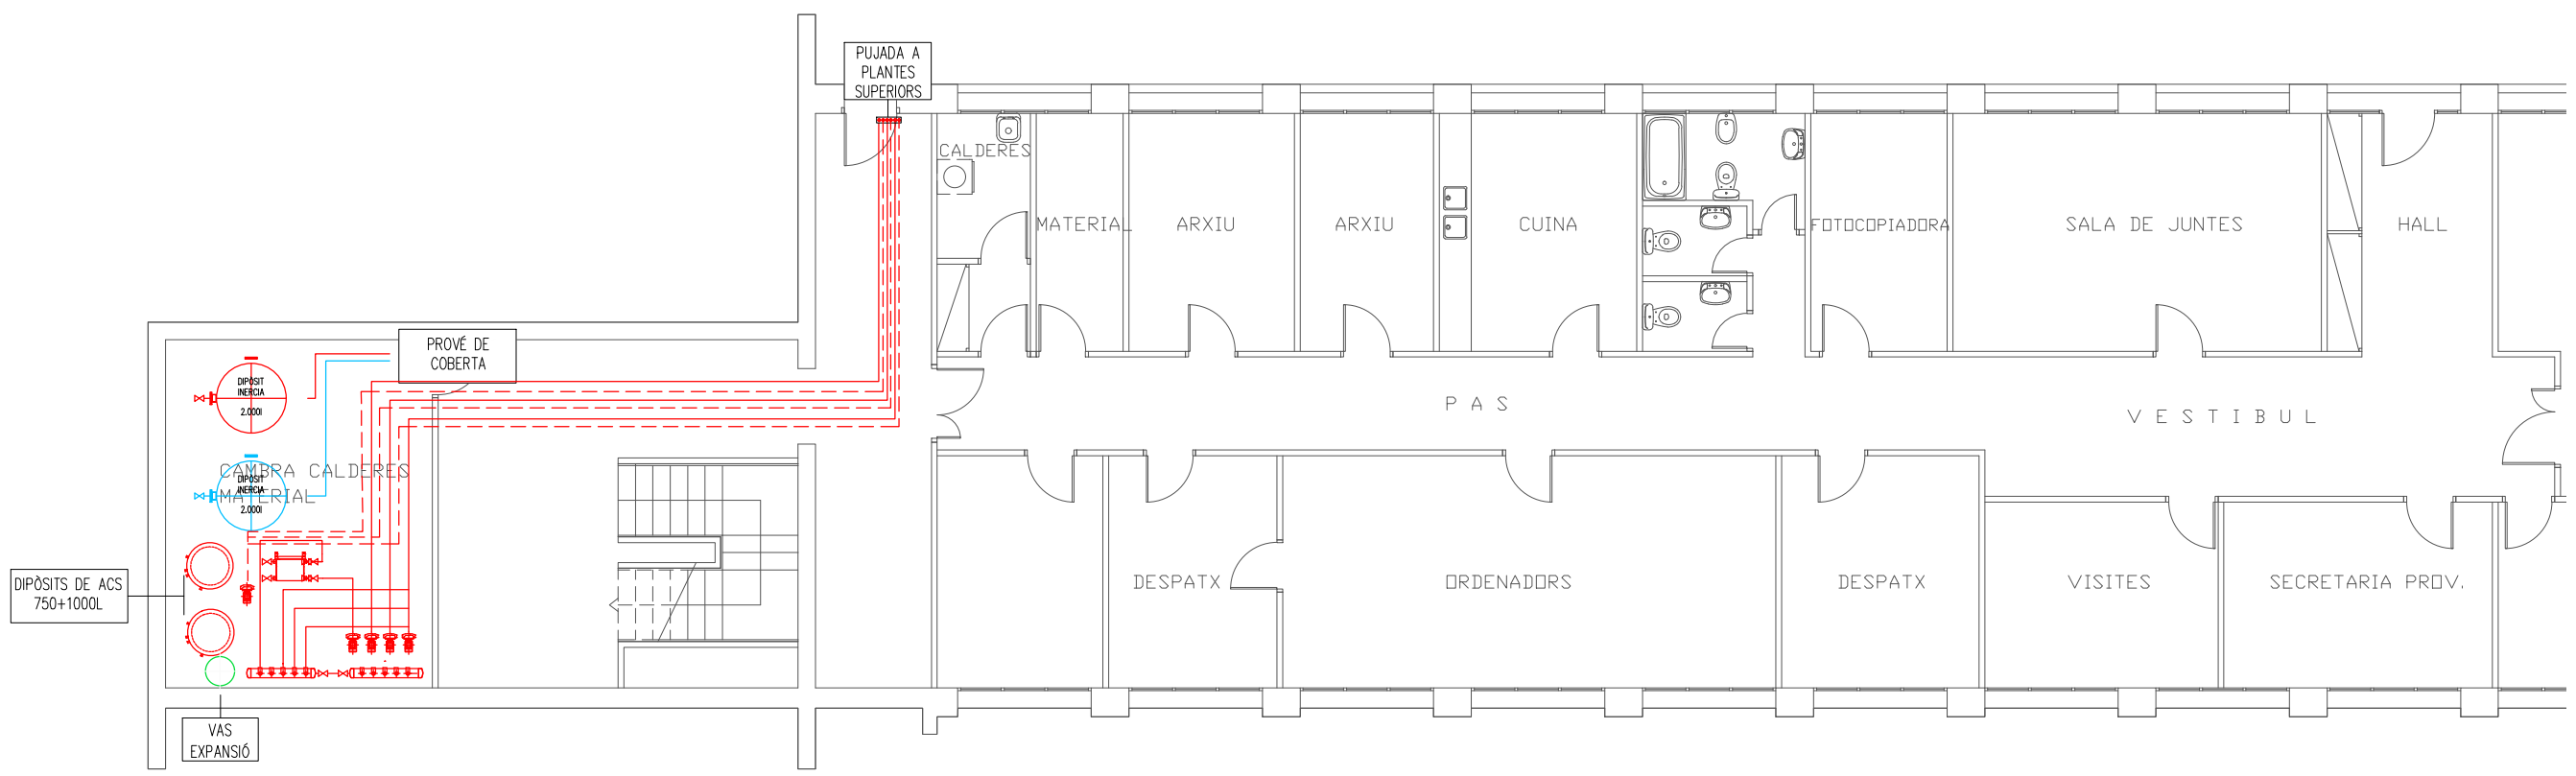 PUJADA A
PLANTES
SUPERIORS
CALDERES
MATERIAL
ARXIU
ARXIU
CUINA
FOTOCOPIADORA
SALA DE JUNTES
HALL
PROVÉ DE
COBERTA
DIPÒSIT
INERCIA
2.000l
PAS
VESTIBUL
CAMBRA CALDERES
MATERIAL
DIPÒSIT
INERCIA
2.000l
DIPÒSITS DE ACS
750+1000L
DESPATX
ORDENADORS
DESPATX
VISITES
SECRETARIA PROV.
VAS
EXPANSIÓ